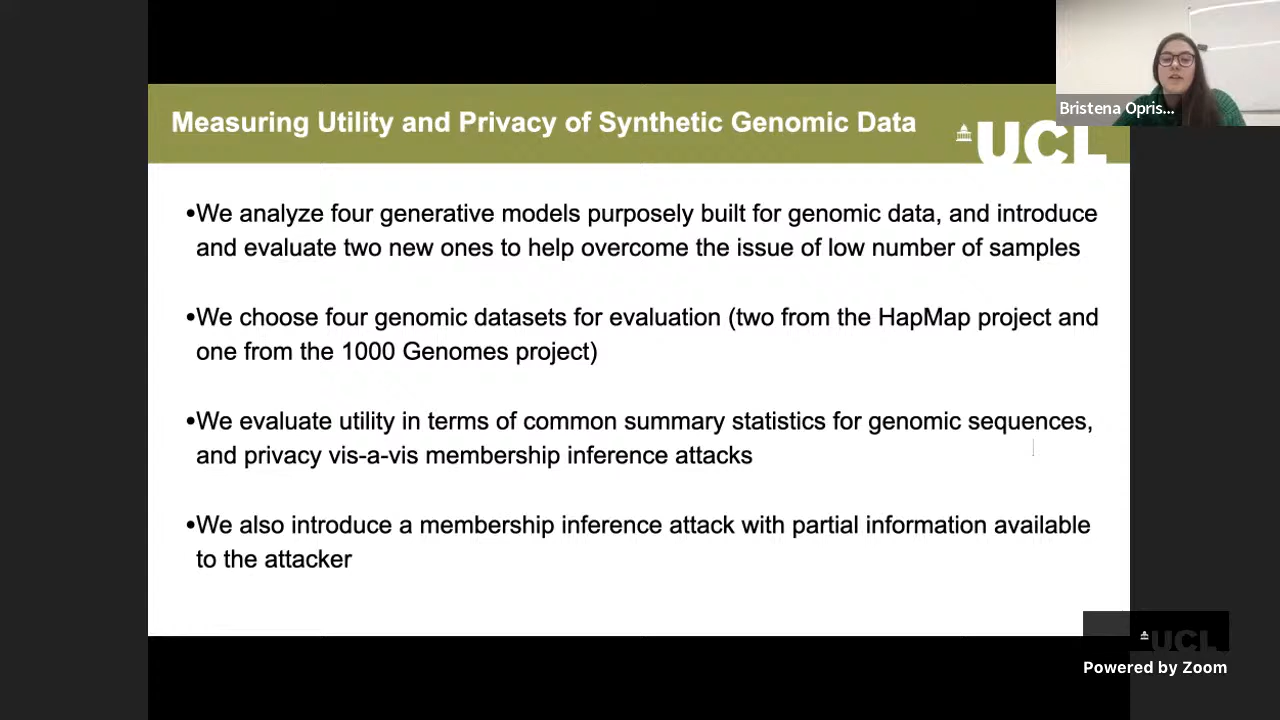 Measuring Utility and Privacy of Synthetic Genomic Data
UCL
Bristena Opris...
•We analyze four generative models purposely built for genomic data, and introduce
and evaluate two new ones to help overcome the issue of low number of samples
•We choose four genomic datasets for evaluation (two from the HapMap project and
one from the 1000 Genomes project)
•We evaluate utility in terms of common summary statistics for genomic sequences,
and privacy vis-a-vis membership inference attacks
•We also introduce a membership inference attack with partial information available
to the attacker
UCL
Powered by Zoom